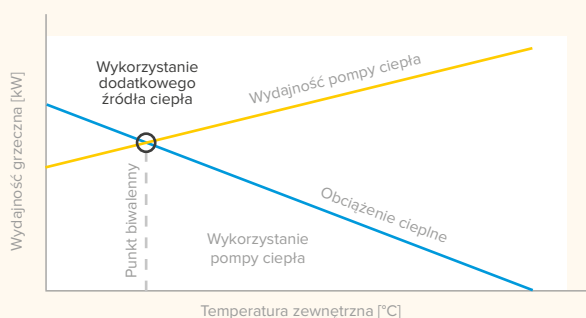 Wykorzystanie
dodatkowego
źródła ciepła
Wydajność pompy ciepła
Wydajność grzeczna [kW]
Punkt biwalenny
Obciążenie cieplne
Wykorzystanie
pompy ciepła
Temperatura zewnętrzna [°C]